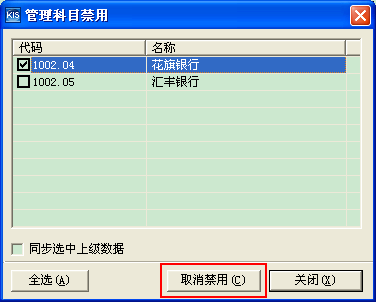 KIS 管理科目禁用
代码 名称
1002.04 花旗银行
1002.05 汇丰银行
同步选中上级数据
全选(A) 取消禁用(C) 关闭(X)